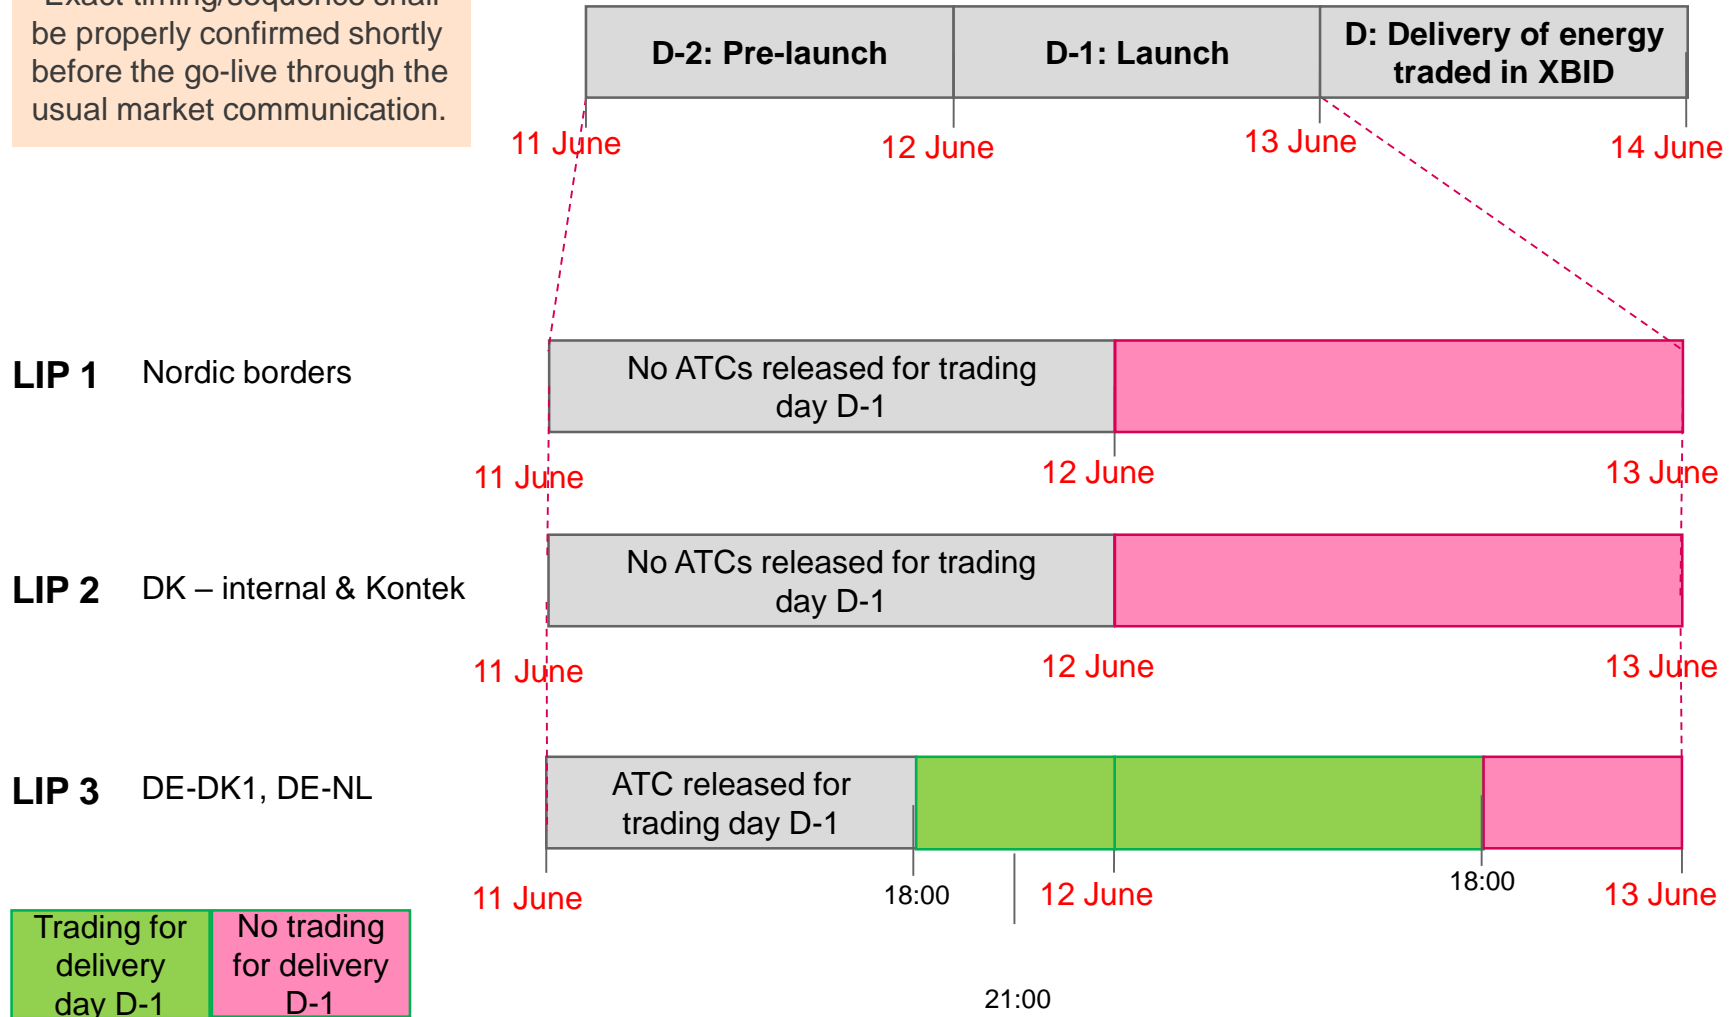 Exact timing/sequence shall
be properly confirmed shortly
before the go-live through the
usual market communication.
D-2: Pre-launch
D-1: Launch
D: Delivery of energy
traded in XBID
11 June
12 June
13 June
14 June
LIP 1
Nordic borders
No ATCs released for trading
day D-1
11 June
12 June
13 June
LIP 2
DK – internal & Kontek
No ATCs released for trading
day D-1
11 June
12 June
13 June
LIP 3
DE-DK1, DE-NL
ATC released for
trading day D-1
11 June
18:00
12 June
18:00
13 June
21:00
Trading for
delivery
day D-1
No trading
for delivery
D-1